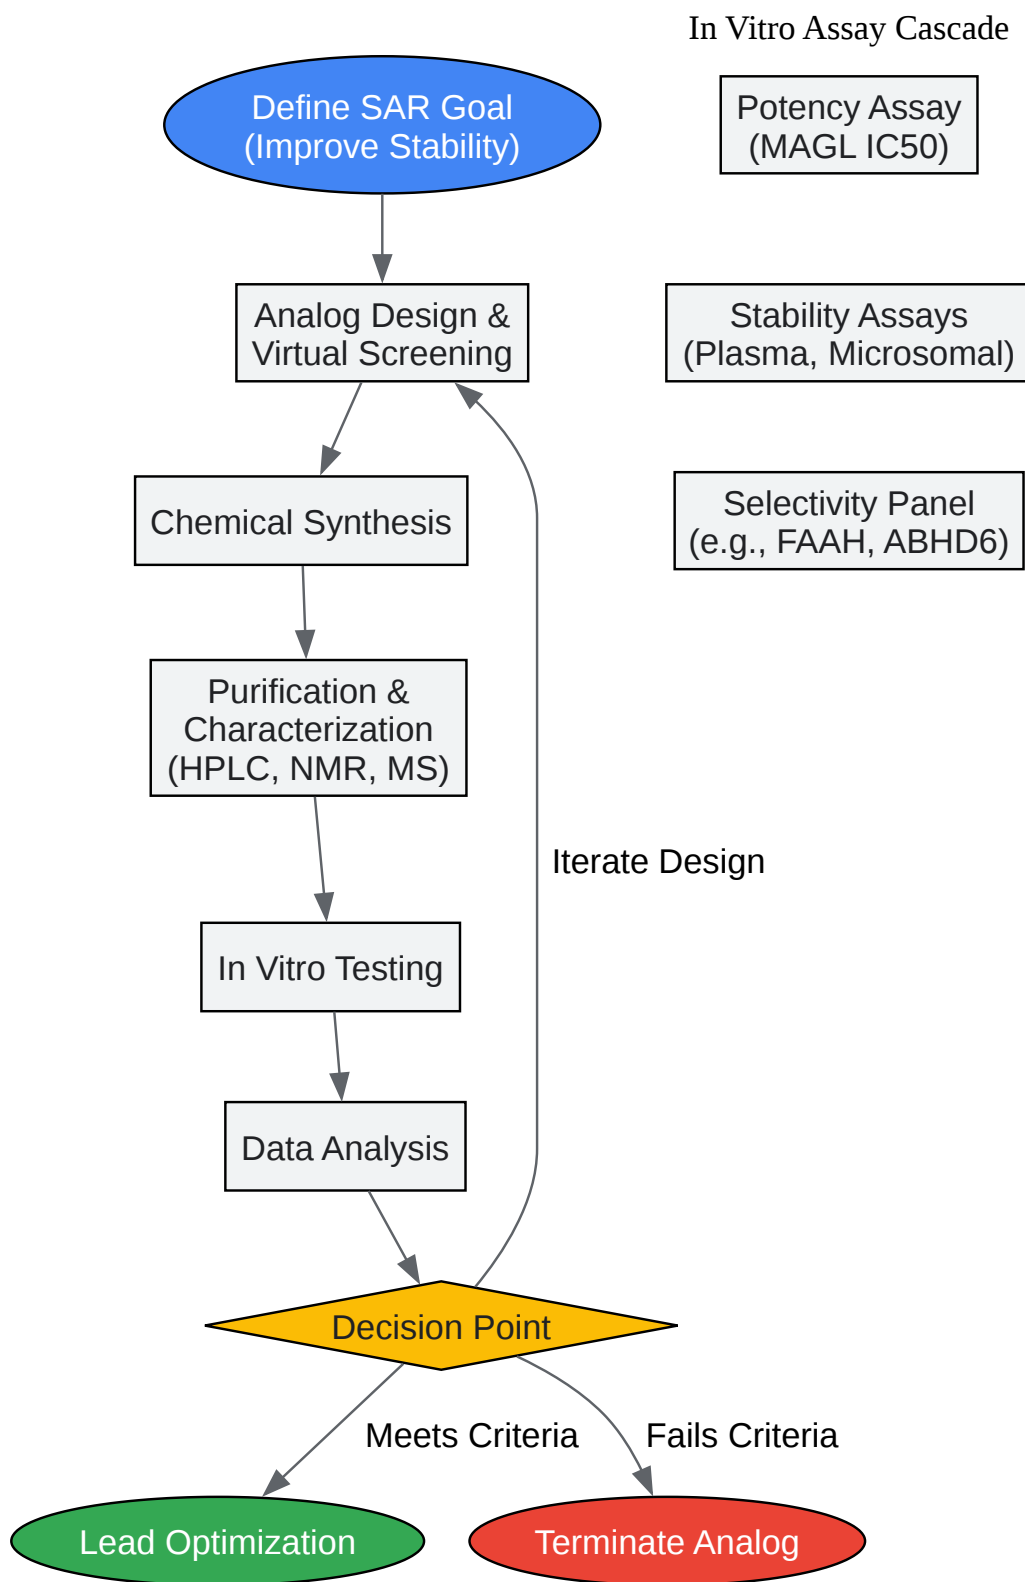 In Vitro Assay Cascade
Define SAR Goal
(Improve Stability)
Potency Assay
(MAGL IC50)
Analog Design &
Virtual Screening
Stability Assays
(Plasma, Microsomal)
Chemical Synthesis
Selectivity Panel
(e.g., FAAH, ABHD6)
Purification &
Characterization
(HPLC, NMR, MS)
Iterate Design
In Vitro Testing
Data Analysis
Decision Point
Meets Criteria
Fails Criteria
Lead Optimization
Terminate Analog